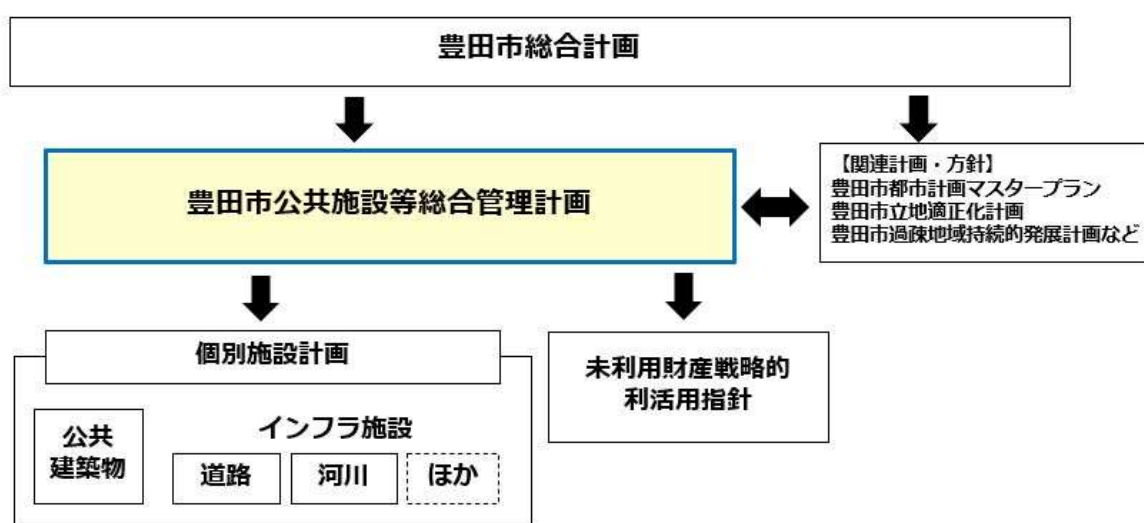 豊田市総合計画
豊田市公共施設等総合管理計画
【関連計画・方針】
豊田市都市計画マスタープラン
豊田市立地適正化計画
豊田市過疎地域持続的発展計画など
個別施設計画
公共
建築物
インフラ施設
道路
河川
ほか
未利用財産戦略的
利活用指針